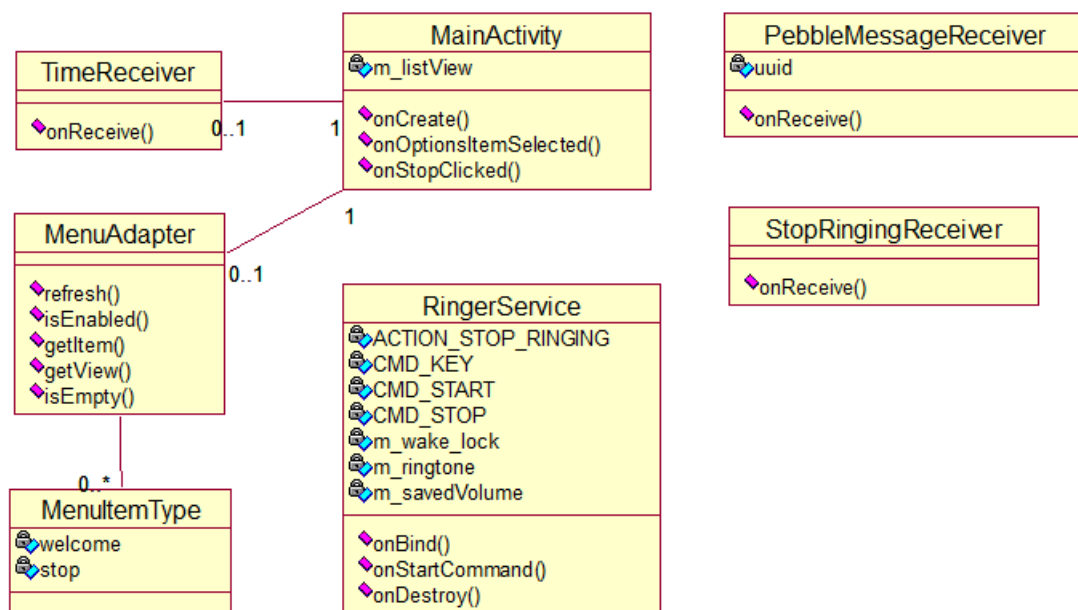 TimeReceiver
onReceive()
0..1
1
MainActivity
m_listView
onCreate()
onOptionsItemSelected()
onStopClicked()
1
PebbleMessageReceiver
uuid
onReceive()
MenuAdapter
refresh()
isEnabled()
getItem()
getView()
isEmpty()
0..1
0..*
StopRingingReceiver
onReceive()
RingerService
ACTION_STOP_RINGING
CMD_KEY
CMD_START
CMD_STOP
m_wake_lock
m_ringtone
m_savedVolume
onBind()
onStartCommand()
onDestroy()
MenuItemType
welcome
stop